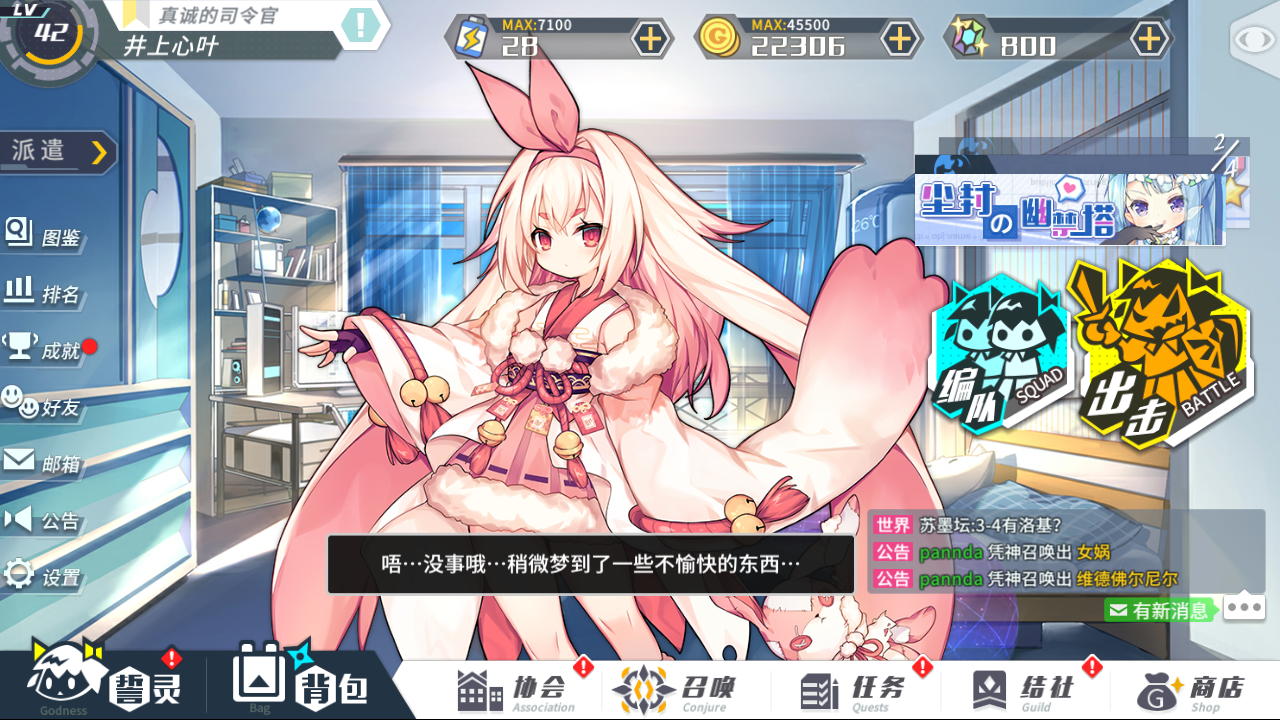 LV
42
真诚的司令官
井上心叶
MAX:7100
28
MAX:45500
22306
800
派遣
图鉴
排名
成就
好友
邮箱
公告
设置
26℃
2/4
尘封の幽禁塔
编队
SQUAD
出击
BATTLE
唔…没事哦…稍微梦到了一些不愉快的东西…
世界 苏墨坛:3-4有洛基？
公告 pannda 凭神召唤出 女娲
公告 pannda 凭神召唤出 维德佛尔尼尔
有新消息
誓灵
Godness
背包
Bag
协会
Association
召唤
Conjure
任务
Quests
结社
Guild
商店
Shop